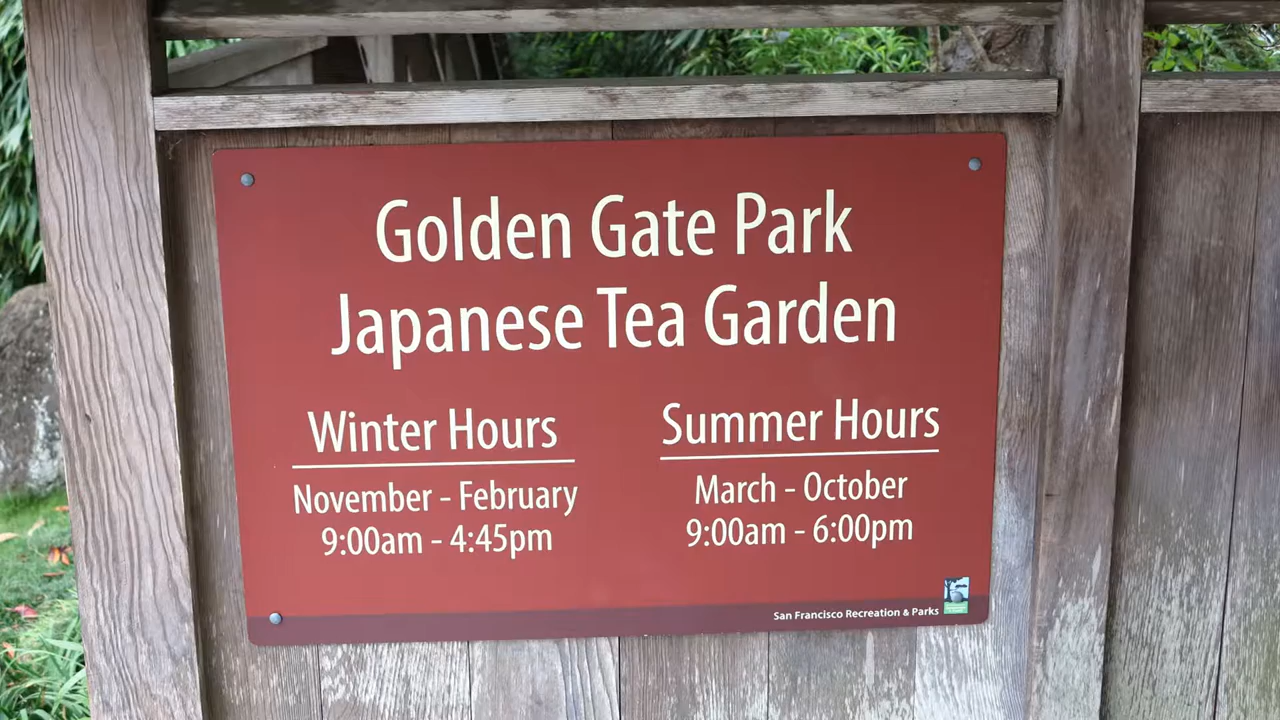 Golden Gate Park
Japanese Tea Garden
Winter Hours
November - February
9:00am - 4:45pm
Summer Hours
March - October
9:00am - 6:00pm
San Francisco Recreation & Parks